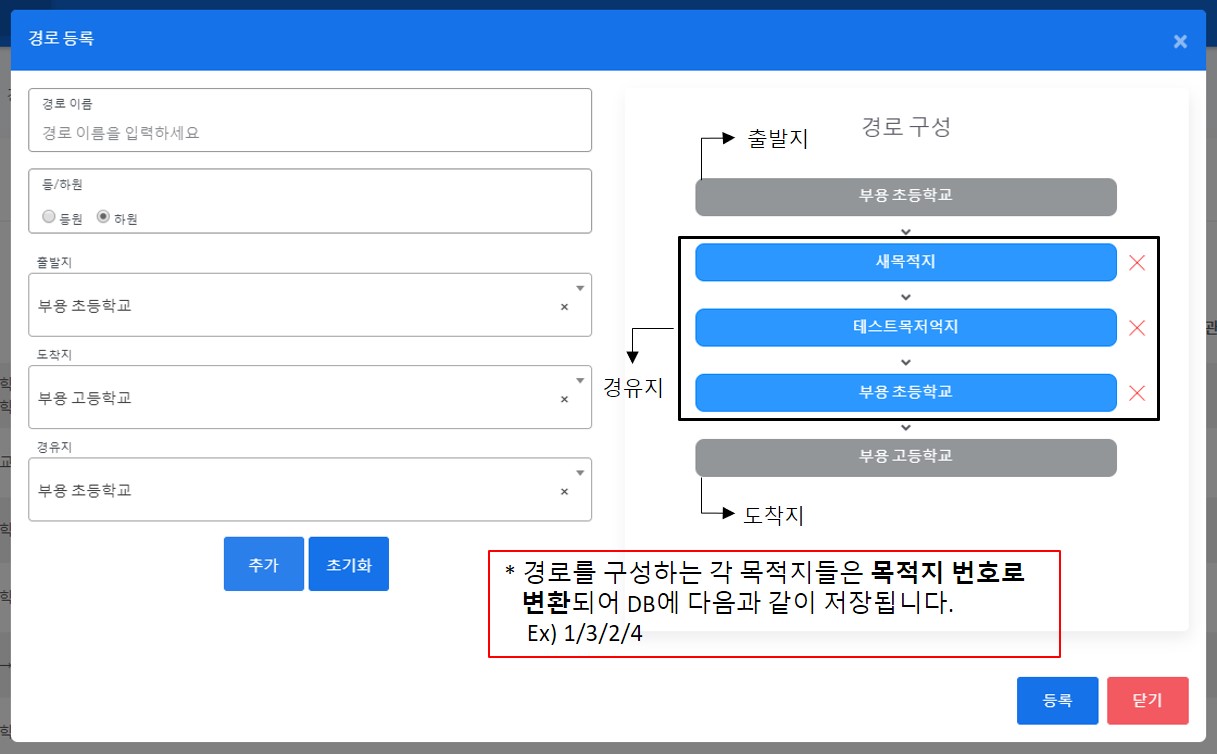 경로 등록
×
경로 이름
경로 이름을 입력하세요
등/하원
등원 하원
출발지
부용 초등학교 ×
도착지
부용 고등학교 ×
경유지
부용 초등학교 ×
추가 초기화
경로 구성
출발지
부용 초등학교
새목적지
테스트목저억지
부용 초등학교
경유지
부용 고등학교
도착지
* 경로를 구성하는 각 목적지들은 목적지 번호로
변환되어 DB에 다음과 같이 저장됩니다.
Ex) 1/3/2/4
등록 닫기